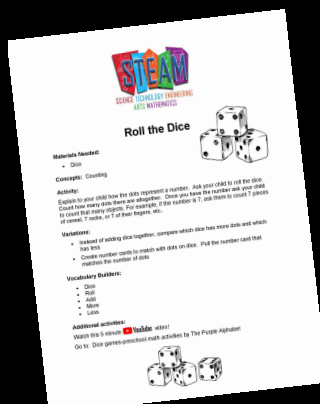 STEAM
SCIENCE TECHNOLOGY ENGINEERING
ARTS MATHEMATICS
Roll the Dice
Materials Needed:
• Dice
Concepts: Counting
Activity:
Explain to your child how the dots represent a number. Ask your child to roll the dice.
Count how many dots there are altogether. Once you have the number ask your child
to count that many objects. For example, if the number is 7, ask them to count 7 pieces
of cereal, 7 rocks, or 7 of their fingers, etc.
Variations:
• Instead of adding dice together, compare which dice has more dots and which
has less
• Create number cards to match with dots on dice. Pull the number card that
matches the number of dots
Vocabulary Builders:
• Dice
• Roll
• Add
• More
• Less
Additional activities:
Watch this 5 minute YouTube video!
Go to: Dice games-preschool math activities by The Purple Alphabet